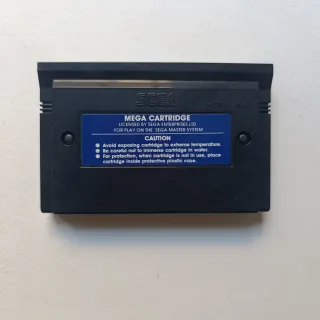 SEGA
MEGA CARTRIDGE
LICENSED BY SEGA ENTERPRISES LTD.
FOR PLAY ON THE SEGA MASTER SYSTEM
CAUTION
● Avoid exposing cartridge to extreme temperature.
● Be careful not to immerse cartridge in water.
● For protection, when cartridge is not in use, place
cartridge inside protective plastic case.